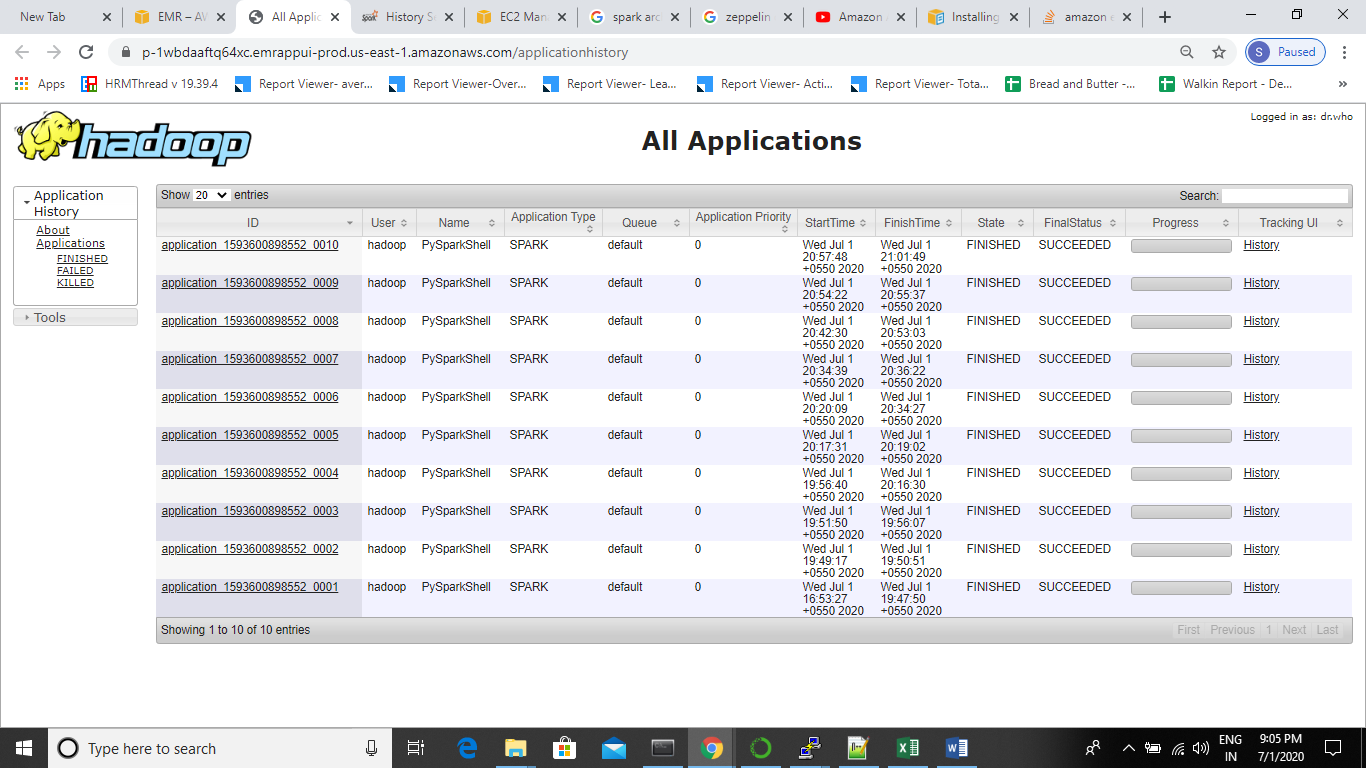 New Tab
EMR – AV
All Applic
History Se
EC2 Man
spark arc
zeppelin
Amazon
Installing
amazon e
p-1wbdaaftq64xc.emrappui-prod.us-east-1.amazonaws.com/applicationhistory
S Paused
Apps
HRMThread v 19.39.4
Report Viewer- aver...
Report Viewer-Over...
Report Viewer- Lea...
Report Viewer- Acti...
Report Viewer- Tota...
Bread and Butter -...
Walkin Report - De...
»
hadoop
All Applications
Logged in as: dr.who
Application
History
About
Applications
FINISHED
FAILED
KILLED
Tools
Show 20 entries
Search:
ID User Name Application Type Queue Application Priority StartTime FinishTime State FinalStatus Progress Tracking UI
application_1593600898552_0010 hadoop PySparkShell SPARK default 0 Wed Jul 1 Wed Jul 1 FINISHED SUCCEEDED History
20:57:48 21:01:49
+0550 2020 +0550 2020
application_1593600898552_0009 hadoop PySparkShell SPARK default 0 Wed Jul 1 Wed Jul 1 FINISHED SUCCEEDED History
20:54:22 20:55:37
+0550 2020 +0550 2020
application_1593600898552_0008 hadoop PySparkShell SPARK default 0 Wed Jul 1 Wed Jul 1 FINISHED SUCCEEDED History
20:42:30 20:53:03
+0550 2020 +0550 2020
application_1593600898552_0007 hadoop PySparkShell SPARK default 0 Wed Jul 1 Wed Jul 1 FINISHED SUCCEEDED History
20:34:39 20:36:22
+0550 2020 +0550 2020
application_1593600898552_0006 hadoop PySparkShell SPARK default 0 Wed Jul 1 Wed Jul 1 FINISHED SUCCEEDED History
20:20:09 20:34:27
+0550 2020 +0550 2020
application_1593600898552_0005 hadoop PySparkShell SPARK default 0 Wed Jul 1 Wed Jul 1 FINISHED SUCCEEDED History
20:17:31 20:19:02
+0550 2020 +0550 2020
application_1593600898552_0004 hadoop PySparkShell SPARK default 0 Wed Jul 1 Wed Jul 1 FINISHED SUCCEEDED History
19:56:40 20:16:30
+0550 2020 +0550 2020
application_1593600898552_0003 hadoop PySparkShell SPARK default 0 Wed Jul 1 Wed Jul 1 FINISHED SUCCEEDED History
19:51:50 19:56:07
+0550 2020 +0550 2020
application_1593600898552_0002 hadoop PySparkShell SPARK default 0 Wed Jul 1 Wed Jul 1 FINISHED SUCCEEDED History
19:49:17 19:50:51
+0550 2020 +0550 2020
application_1593600898552_0001 hadoop PySparkShell SPARK default 0 Wed Jul 1 Wed Jul 1 FINISHED SUCCEEDED History
16:53:27 19:47:50
+0550 2020 +0550 2020
Showing 1 to 10 of 10 entries
First Previous 1 Next Last
Type here to search
ENG
IN
9:05 PM
7/1/2020